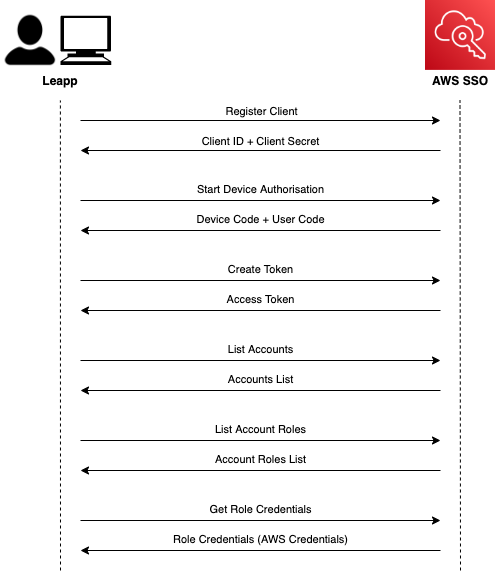 Leapp
AWS SSO
Register Client
Client ID + Client Secret
Start Device Authorisation
Device Code + User Code
Create Token
Access Token
List Accounts
Accounts List
List Account Roles
Account Roles List
Get Role Credentials
Role Credentials (AWS Credentials)